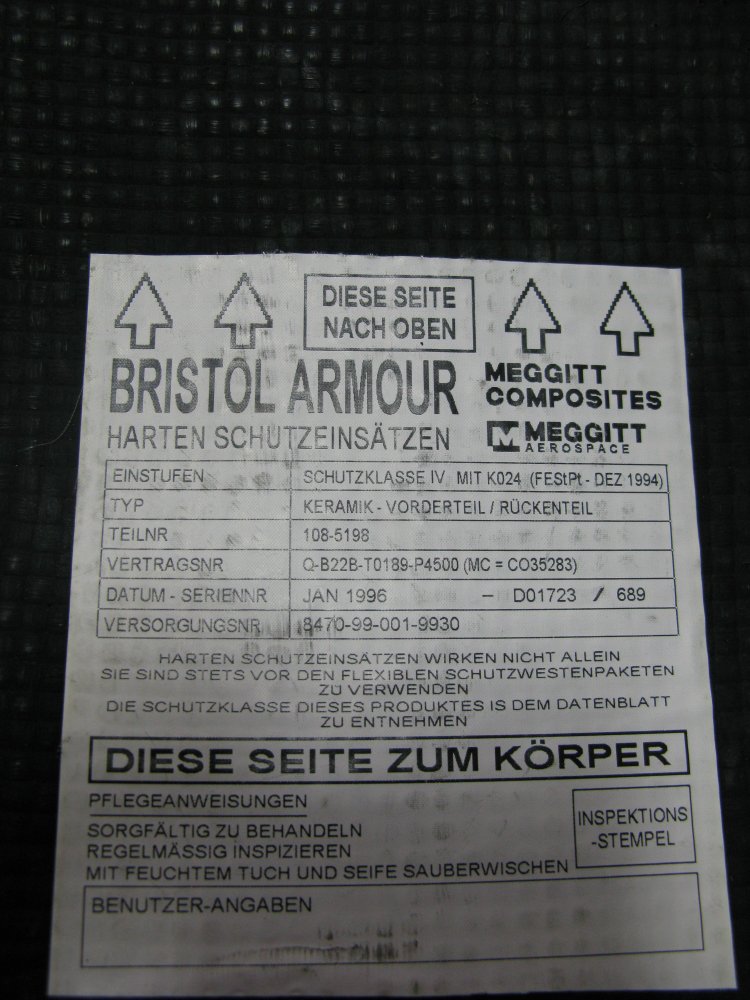 DIESE SEITE
NACH OBEN
BRISTOL ARMOUR
HARTEN SCHUTZEINSÄTZEN
MEGGITT
COMPOSITES
MEGGITT
AEROSPACE
EINSTUFEN SCHUTZKLASSE IV MIT K024 (FEStPt - DEZ 1994)
TYP KERAMIK - VORDERTEIL / RÜCKENTEIL
TEILNR 108-5198
VERTRAGSNR Q-B22B-T0189-P4500 (MC = CO35283)
DATUM - SERIENNR JAN 1996 - D01723 / 689
VERSORGUNGSNR 8470-99-001-9930
HARTEN SCHUTZEINSÄTZEN WIRKEN NICHT ALLEIN
SIE SIND STETS VOR DEN FLEXIBLEN SCHUTZWESTENPAKETEN
ZU VERWENDEN
DIE SCHUTZKLASSE DIESES PRODUKTES IS DEM DATENBLATT
ZU ENTNEHMEN
DIESE SEITE ZUM KÖRPER
PFLEGEANWEISUNGEN
SORGFÄLTIG ZU BEHANDELN
REGELMÄSSIG INSPIZIEREN
MIT FEUCHTEM TUCH UND SEIFE SAUBERWISCHEN
INSPEKTIONS
-STEMPEL
BENUTZER-ANGABEN